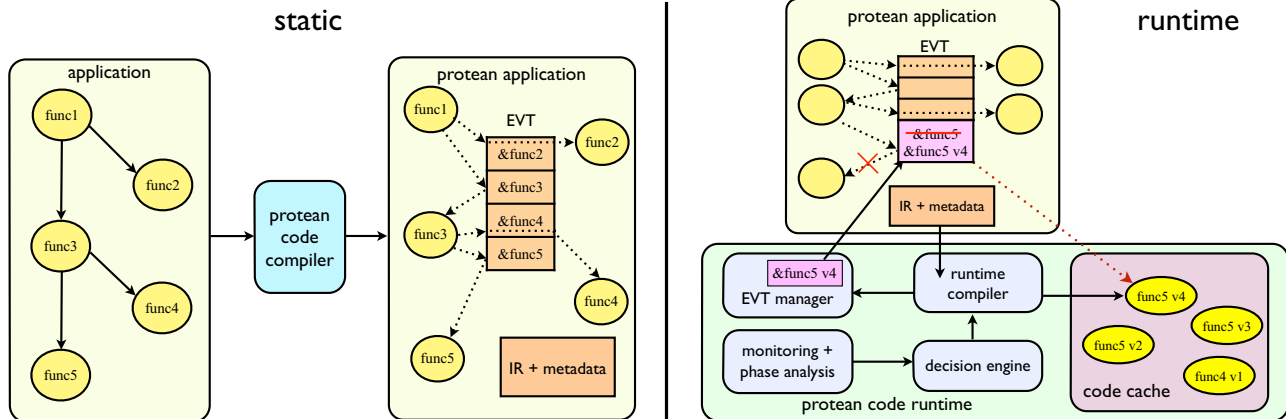 static
application
func1
func2
func3
func4
func5
protean
code
compiler
protean application
func1
EVT
func2
&func2
&func3
func3
&func4
&func5
func4
func5
IR + metadata
runtime
protean application
EVT
&func5
&func5 v4
IR + metadata
&func5 v4
EVT manager
runtime
compiler
func5 v4
func5 v3
func5 v2
func4 v1
monitoring +
phase analysis
decision engine
code cache
protean code runtime